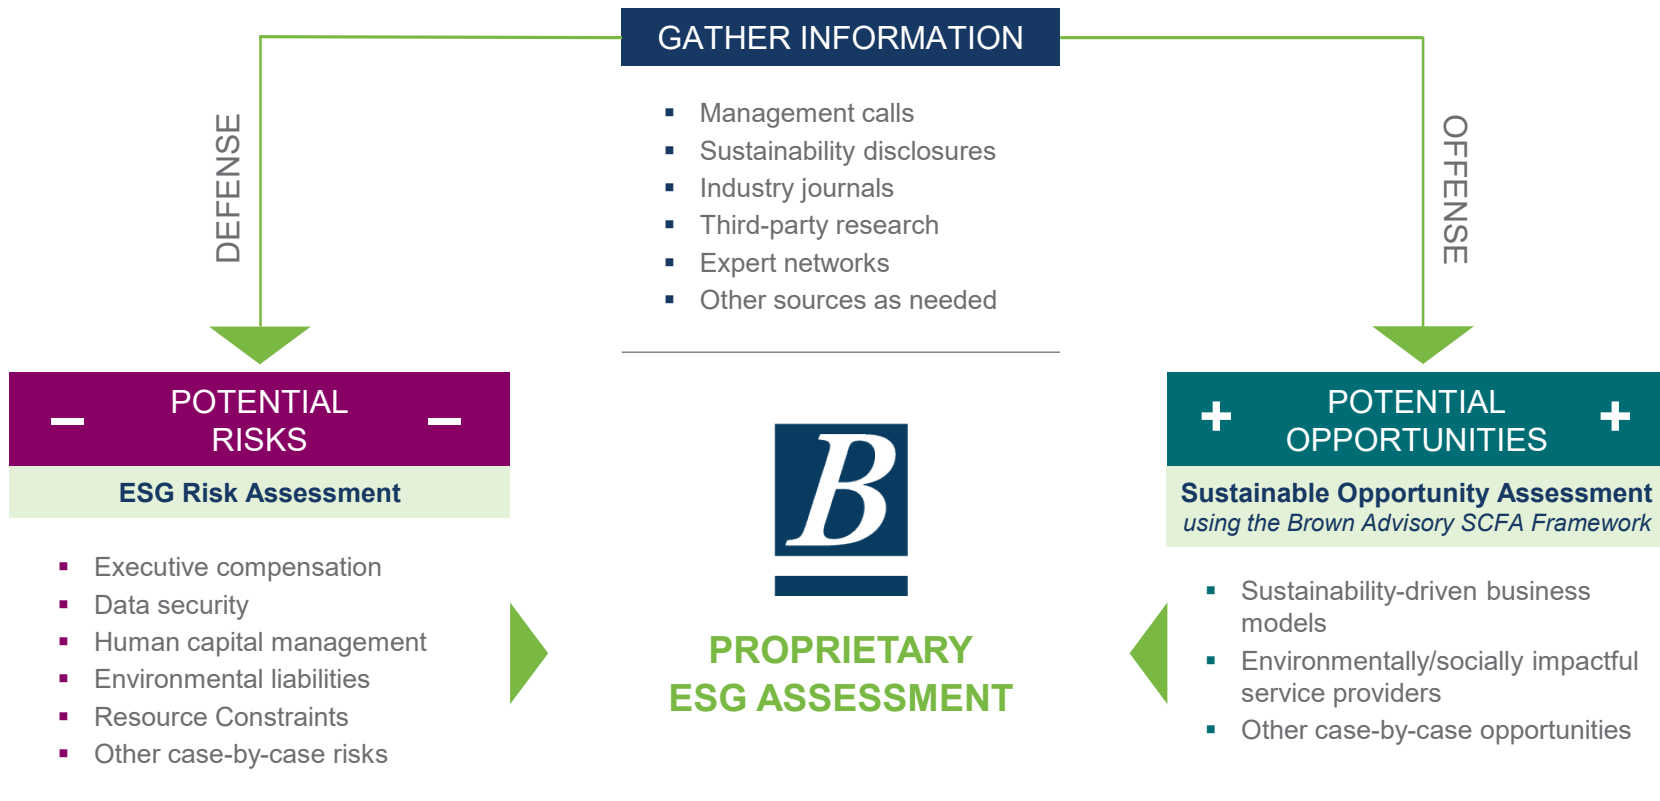 GATHER INFORMATION
▪ Management calls
▪ Sustainability disclosures
▪ Industry journals
▪ Third-party research
▪ Expert networks
▪ Other sources as needed
DEFENSE
OFFENSE
– POTENTIAL –
RISKS
ESG Risk Assessment
▪ Executive compensation
▪ Data security
▪ Human capital management
▪ Environmental liabilities
▪ Resource Constraints
▪ Other case-by-case risks
B
PROPRIETARY
ESG ASSESSMENT
+ POTENTIAL +
OPPORTUNITIES
Sustainable Opportunity Assessment
using the Brown Advisory SCFA Framework
▪ Sustainability-driven business
models
▪ Environmentally/socially impactful
service providers
▪ Other case-by-case opportunities